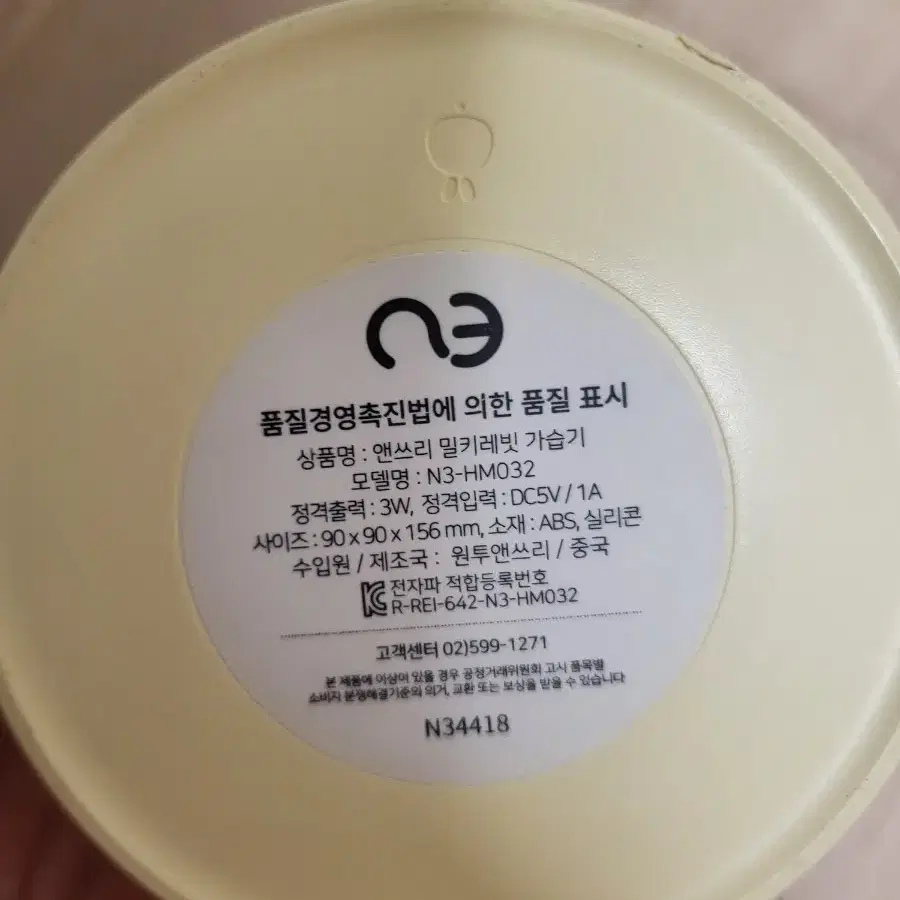 N3
품질경영촉진법에 의한 품질 표시
상품명 : 앤쓰리 밀키레빗 가습기
모델명 : N3-HM032
정격출력 : 3W, 정격입력 : DC5V / 1A
사이즈 : 90 x 90 x 156 mm, 소재 : ABS, 실리콘
수입원 / 제조국 : 원투앤쓰리 / 중국
전자파 적합등록번호
R-REI-642-N3-HM032
고객센터 02)599-1271
본 제품에 이상이 있을 경우 공정거래위원회 고시 품목별
소비자 분쟁해결기준의 의거, 교환 또는 보상을 받을 수 있습니다
N34418